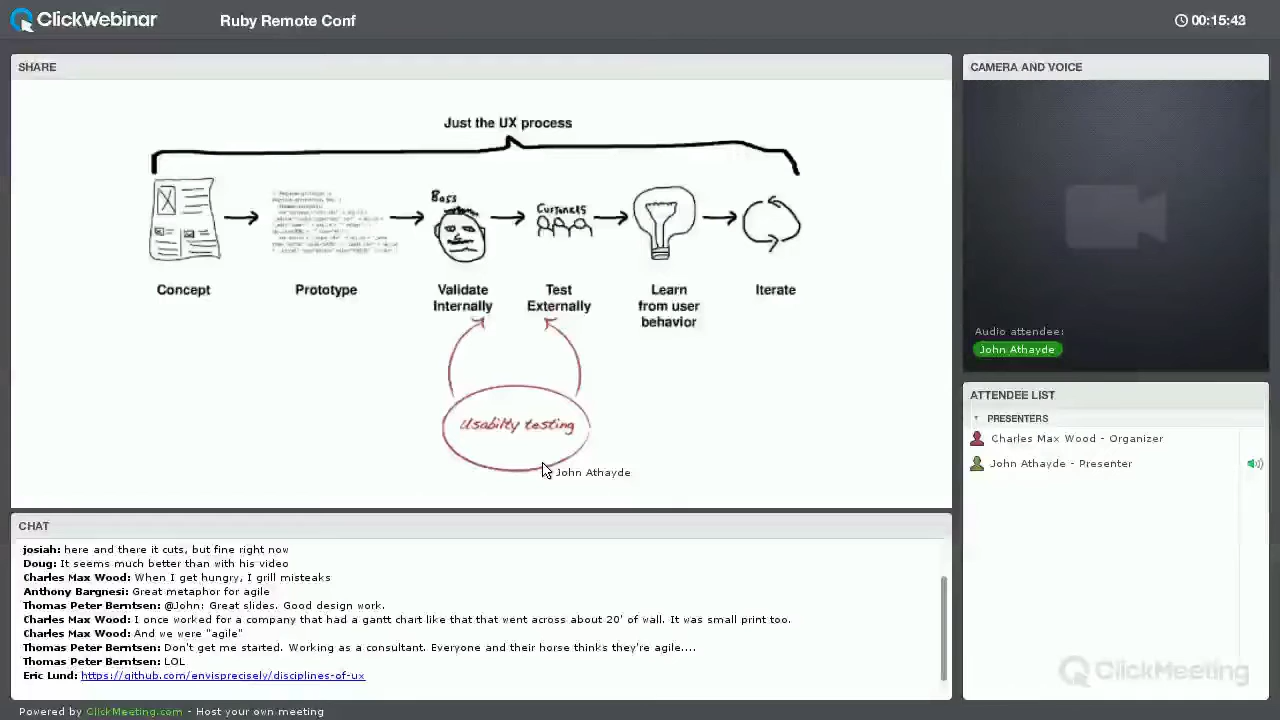 ClickWebinar
Ruby Remote Conf
00:15:43
SHARE
Just the UX process
Boss
Customers
Concept
Prototype
Validate
Internally
Test
Externally
Learn
from user
behavior
Iterate
Usabilty testing
John Athayde
CAMERA AND VOICE
Audio attendee:
John Athayde
ATTENDEE LIST
PRESENTERS
Charles Max Wood - Organizer
John Athayde - Presenter
CHAT
josiah: here and there it cuts, but fine right now
Doug: It seems much better than with his video
Charles Max Wood: When I get hungry, I grill misteaks
Anthony Bargnesi: Great metaphor for agile
Thomas Peter Berntsen: @John: Great slides. Good design work.
Charles Max Wood: I once worked for a company that had a gantt chart like that that went across about 20' of wall. It was small print too.
Charles Max Wood: And we were "agile"
Thomas Peter Berntsen: Don't get me started. Working as a consultant. Everyone and their horse thinks they're agile....
Thomas Peter Berntsen: LOL
Eric Lund: https://github.com/envisprecisely/disciplines-of-ux
ClickMeeting
Powered by ClickMeeting.com - Host your own meeting